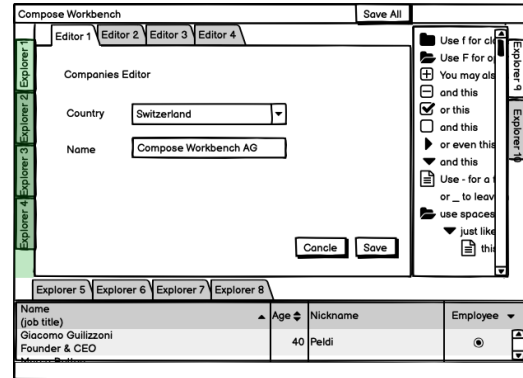 Compose Workbench
Save All
Editor 1
Editor 2
Editor 3
Editor 4
Explorer 1
Explorer 2
Explorer 3
Explorer 4
Companies Editor
Country
Switzerland
Name
Compose Workbench AG
Cancle
Save
Use f for
Use F for
You may
and this
or this
and this
or even this
and this
Use - for a
or _ to
use spaces
just like
Explorer 9
Explorer 10
Explorer 5
Explorer 6
Explorer 7
Explorer 8
Name
(job title)
Age
Nickname
Employee
Giacomo Guilizzoni
Founder & CEO
40
Peldi